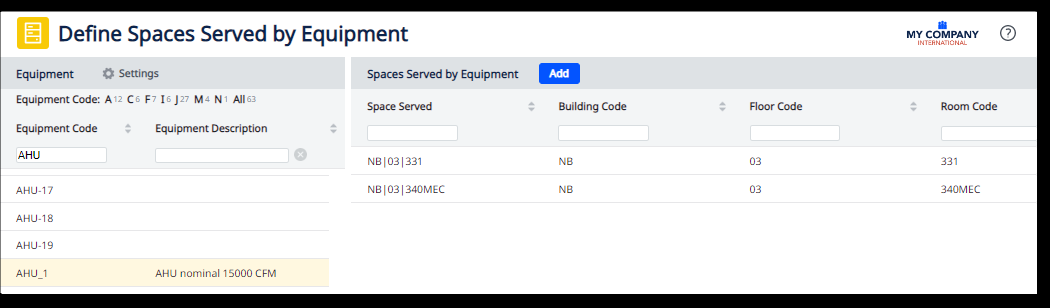 Define Spaces Served by Equipment
MY COMPANY
INTERNATIONAL
?
Equipment Settings
Equipment Code: A 12 C 6 F 7 I 6 J 27 M 4 N 1 All 63
Equipment Code Equipment Description
AHU
AHU-17
AHU-18
AHU-19
AHU_1 AHU nominal 15000 CFM
Spaces Served by Equipment Add
Space Served Building Code Floor Code Room Code
NB|03|331 NB 03 331
NB|03|340MEC NB 03 340MEC